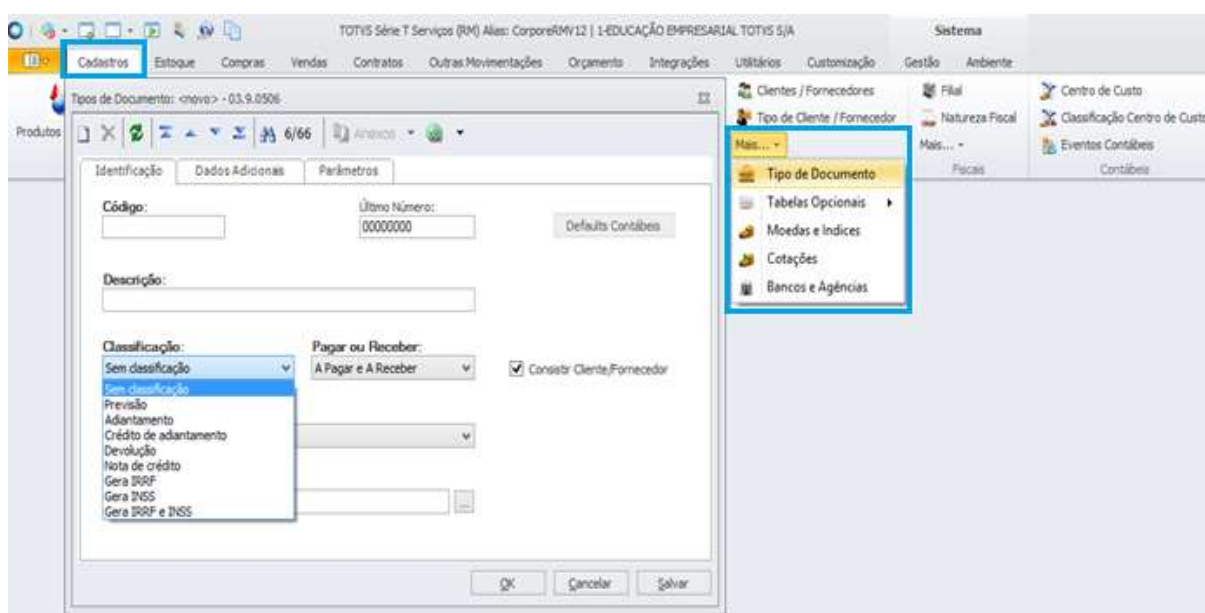 TOTVS Série T Serviços (RM) Alias: CorporeRMV12 | 1-EDUCAÇÃO EMPRESARIAL TOTVS S/A
Sistema
Cadastros Estoque Compras Vendas Contratos Outras Movimentações Orçamento Integrações Utilitários Customização Gestão Ambiente
Produtos
Tipos de Documento: <novo> - 03.9.0506
6/66 Anexos
Identificação Dados Adicionais Parâmetros
Código: Último Número:
00000000 Defaults Contábeis
Descrição:
Classificação: Pagar ou Receber:
Sem classificação A Pagar e A Receber Consistir Cliente/Fornecedor
Sem classificação
Previsão
Adiantamento
Crédito de adiantamento
Devolução
Nota de crédito
Gera IRRF
Gera INSS
Gera IRRF e INSS
OK Cancelar Salvar
Clientes / Fornecedores
Tipo de Cliente / Fornecedor
Mais...
Tipo de Documento
Tabelas Opcionais
Moedas e Indices
Cotações
Bancos e Agências
Filial
Natureza Fiscal
Mais...
Fiscais
Centro de Custo
Classificação Centro de Custo
Eventos Contábeis
Contábeis